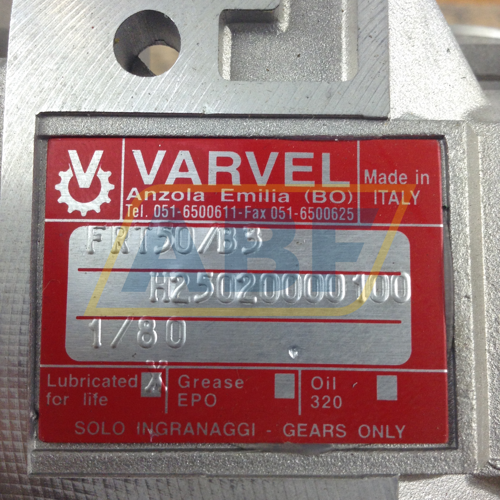 V VARVEL
Made in
ITALY
Anzola Emilia (BO)
Tel. 051-6500611-Fax 051-6500625
FRT50/B3
H25020000100
1/80
Lubricated
for life
Grease
EPO
Oil
320
SOLO INGRANAGGI - GEARS ONLY
ABF